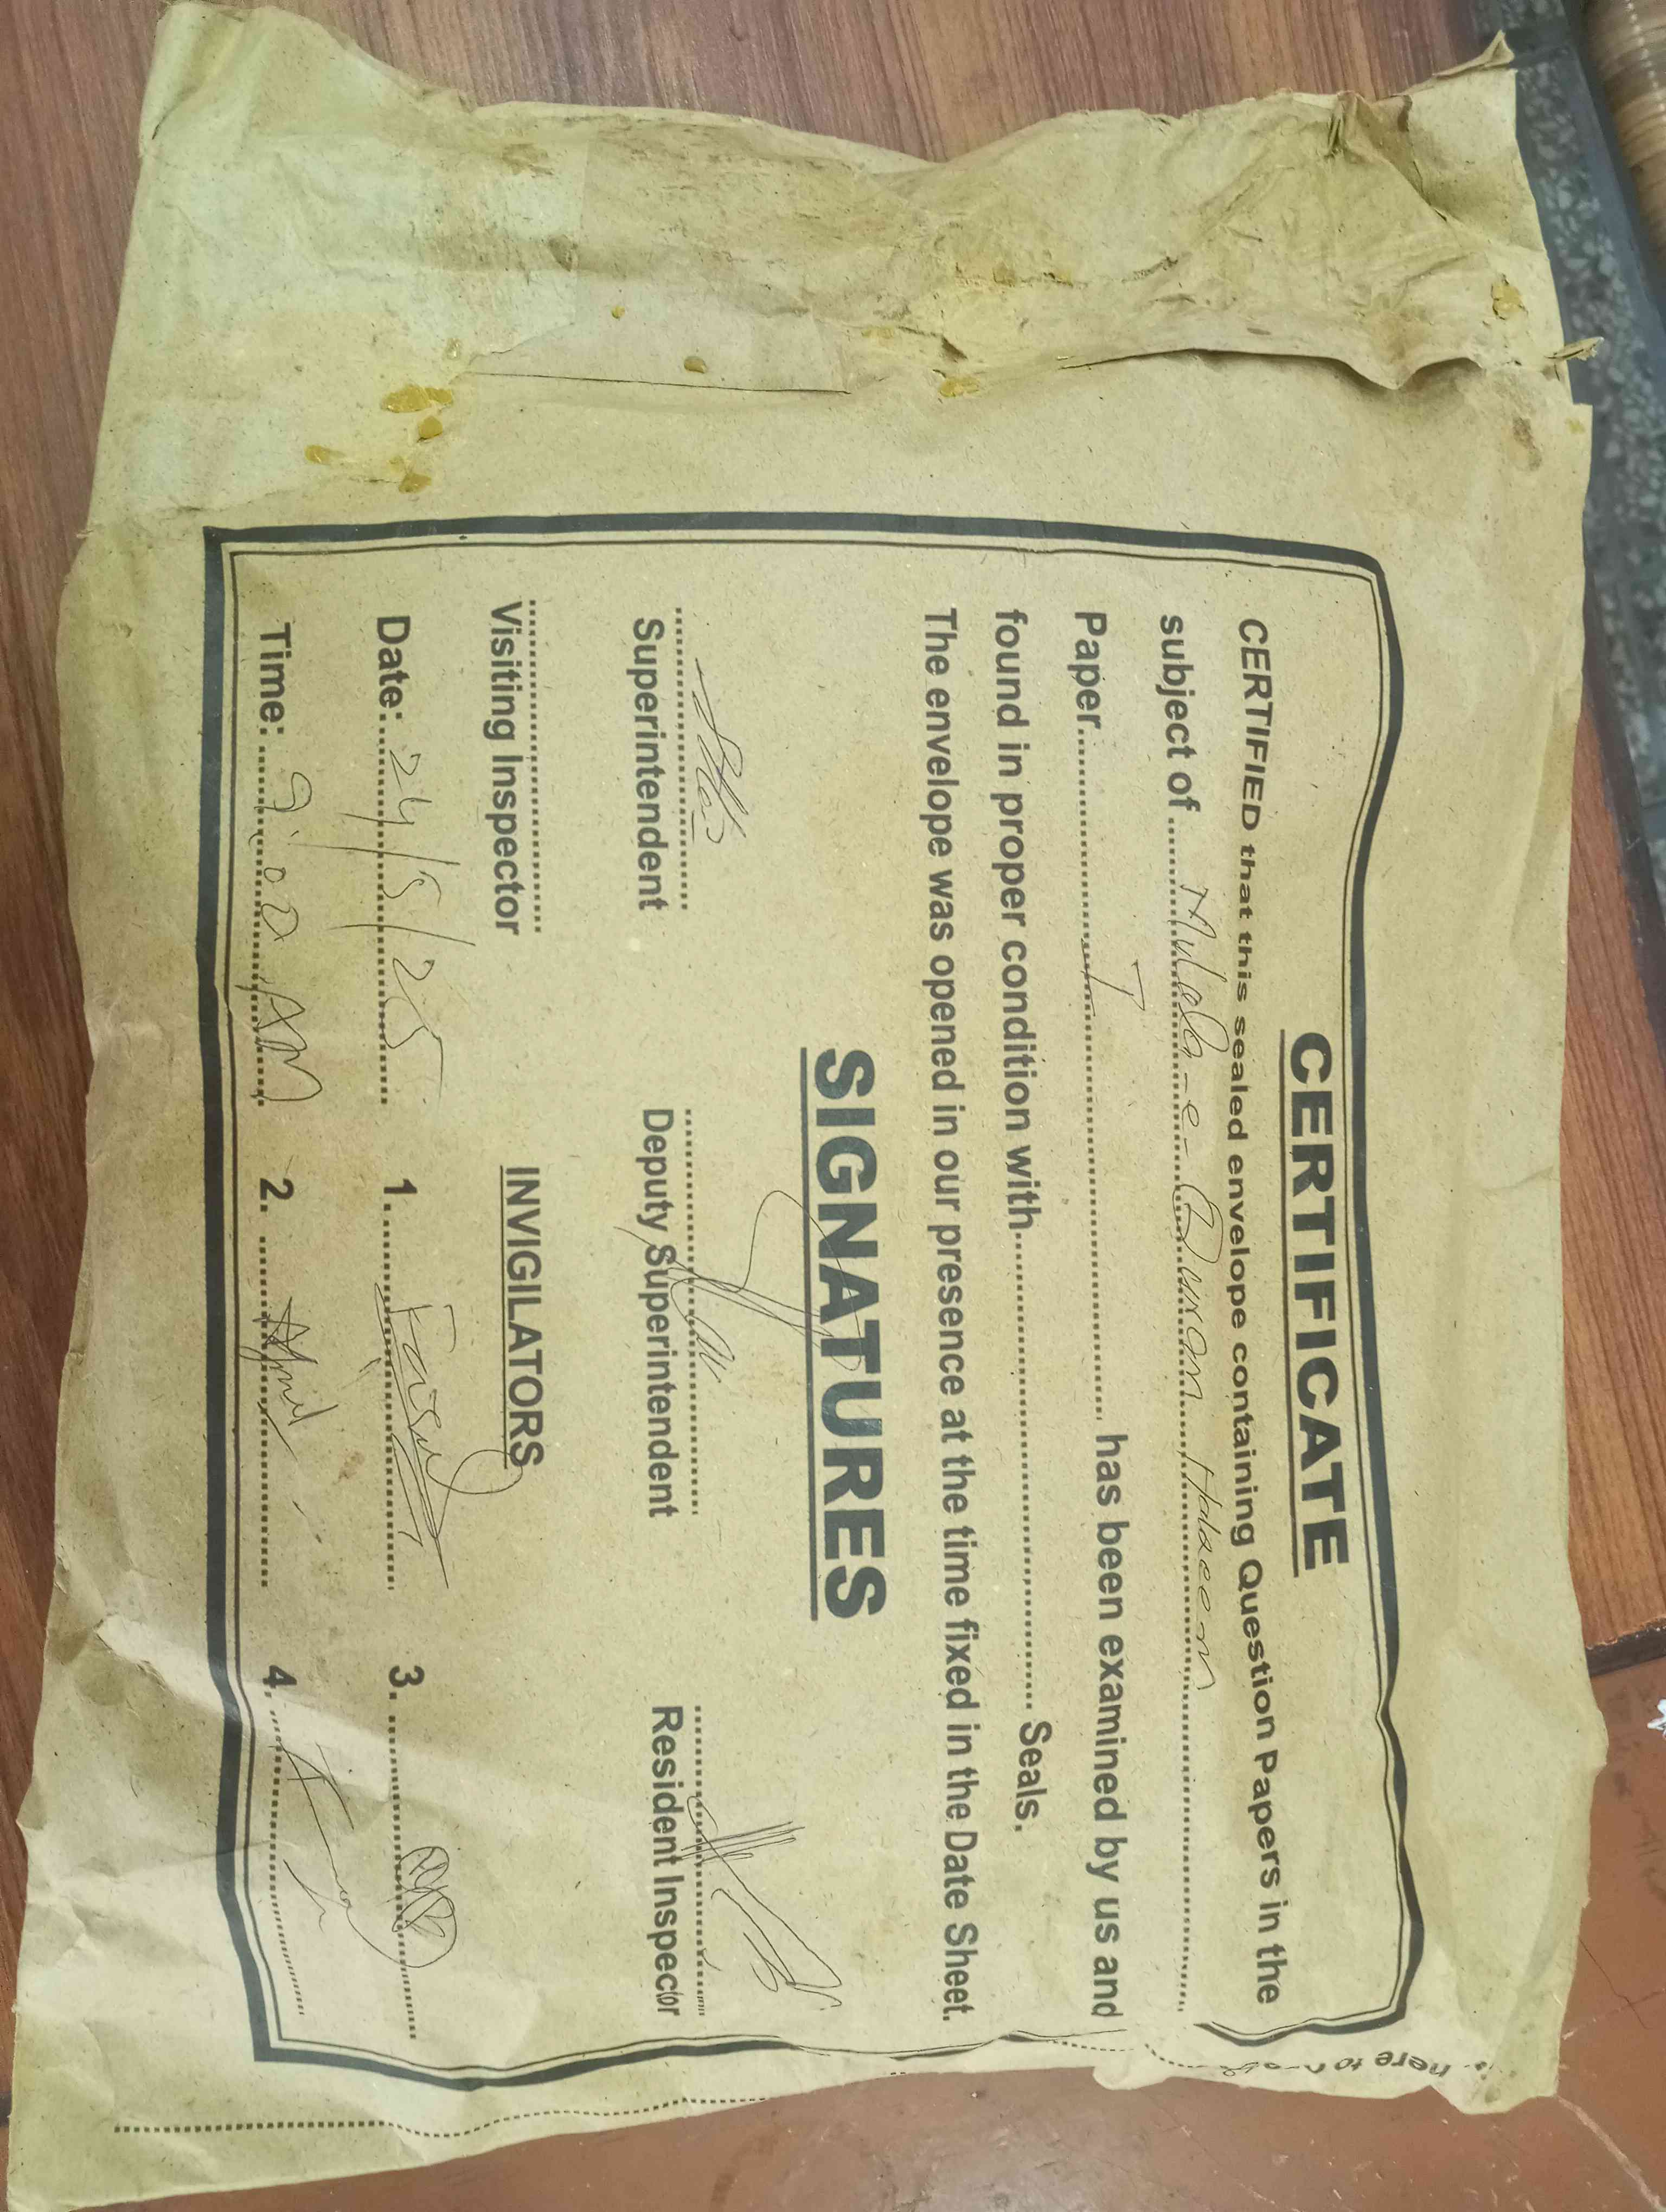 CERTIFICATE
CERTIFIED that this sealed envelope containing Question Papers in the
subject of ..... Mutala-e-Quran Hakeem .....
Paper..... I ..... has been examined by us and
found in proper condition with..... Seals.
The envelope was opened in our presence at the time fixed in the Date Sheet.
SIGNATURES
Superintendent
Deputy Superintendent
Resident Inspector
Visiting Inspector
INVIGILATORS
Date: 24/5/25
1.
3.
Time: 9:00 AM
2.
4.
here to